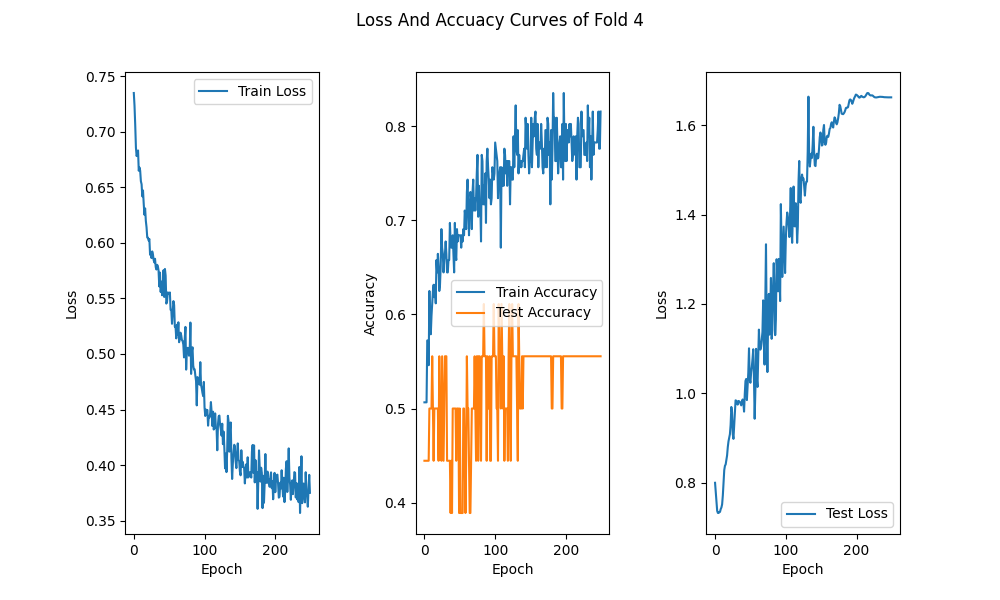 Loss And Accuacy Curves of Fold 4
0.75
0.70
0.65
0.60
0.55
0.50
0.45
0.40
0.35
Loss
Train Loss
0
100
200
Epoch
0.8
0.7
0.6
0.5
0.4
Accuracy
Train Accuracy
Test Accuracy
0
100
200
Epoch
1.6
1.4
1.2
1.0
0.8
Loss
Test Loss
0
100
200
Epoch